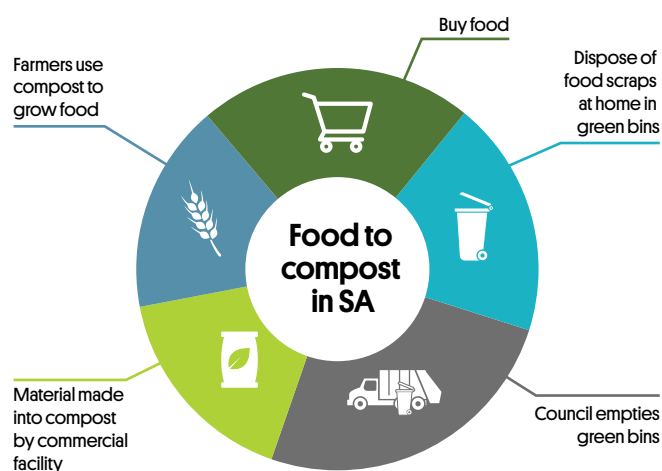 Buy food
Dispose of
food scraps
at home in
green bins
Council empties
green bins
Material made
into compost
by commercial
facility
Farmers use
compost to
grow food
Food to
compost
in SA